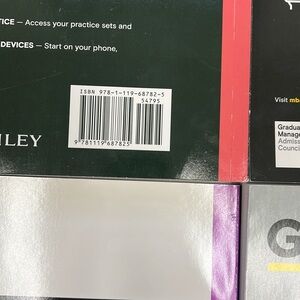 TICE — Access your practice sets and
DEVICES — Start on your phone,
ISBN 978-1-119-68782-5
54795
9 781119 687825
ILEY
Visit mb
Graduat
Manage
Admiss
Council
G